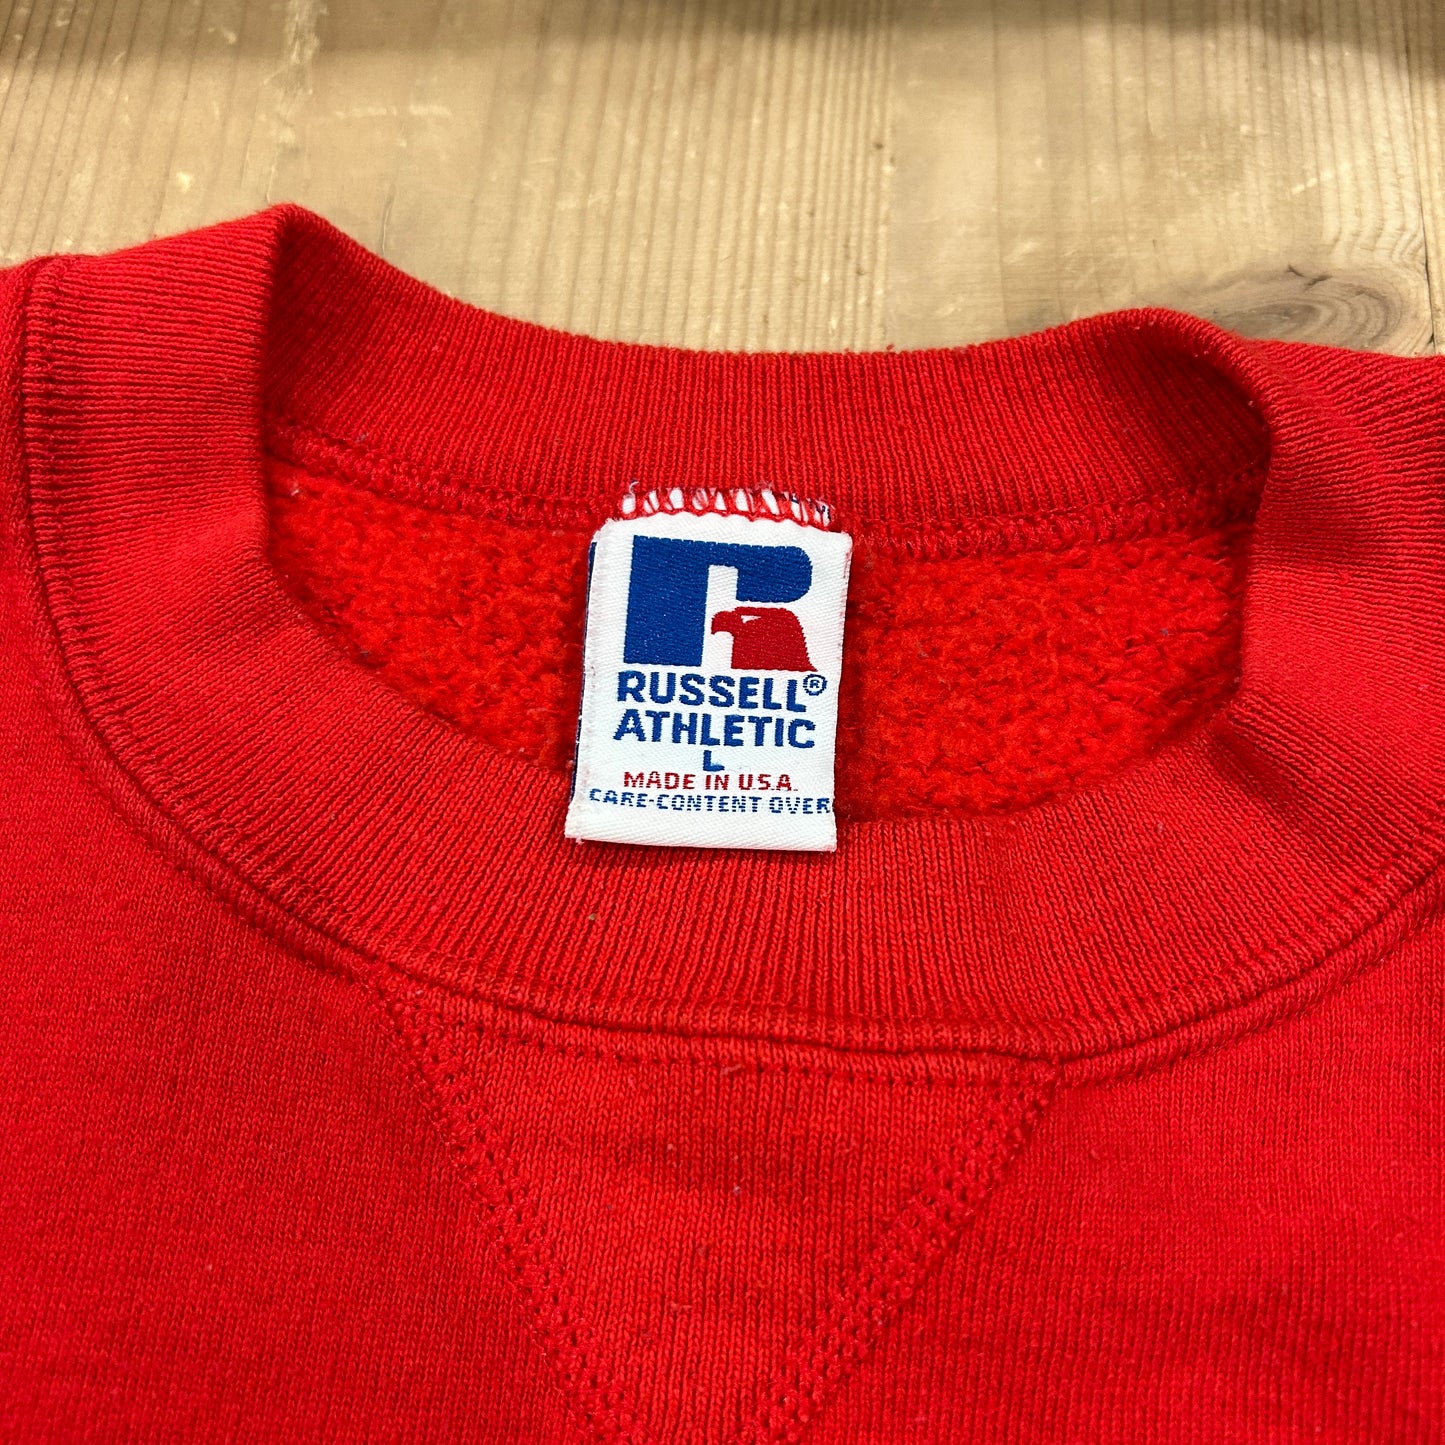 R
RUSSELL®
ATHLETIC
L
MADE IN U.S.A.
CARE-CONTENT OVER